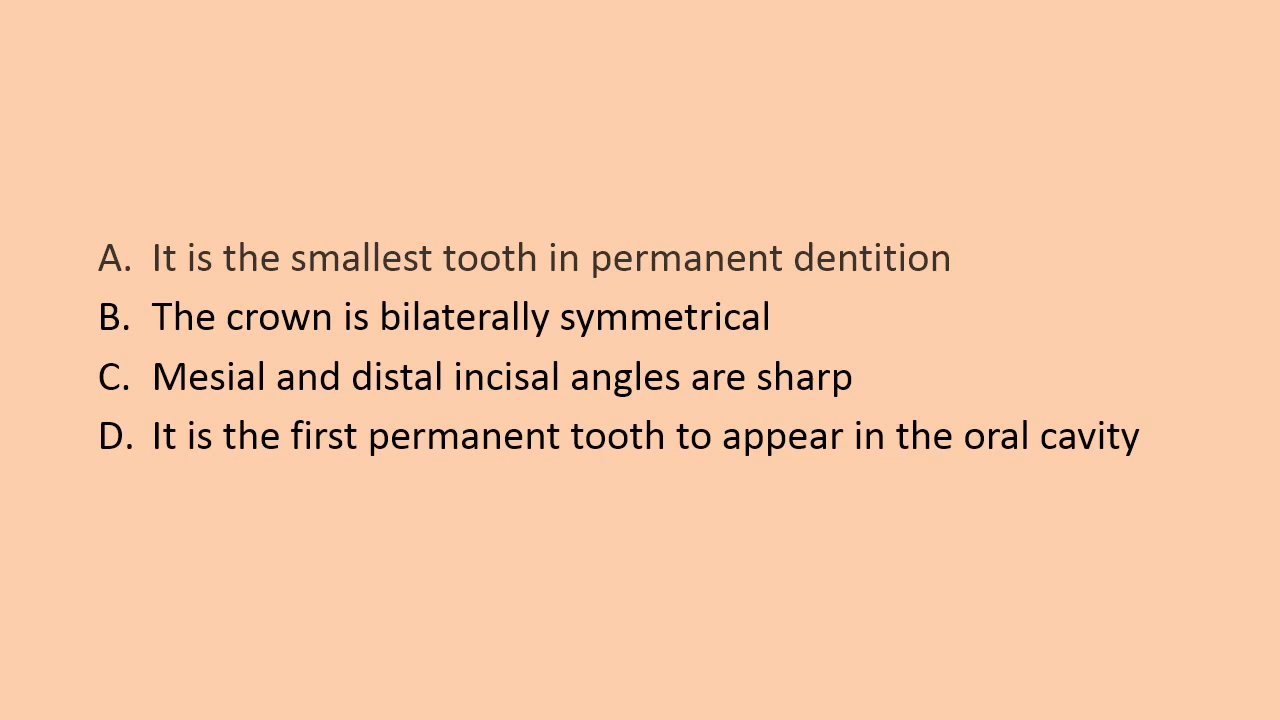 A. It is the smallest tooth in permanent dentition
B. The crown is bilaterally symmetrical
C. Mesial and distal incisal angles are sharp
D. It is the first permanent tooth to appear in the oral cavity